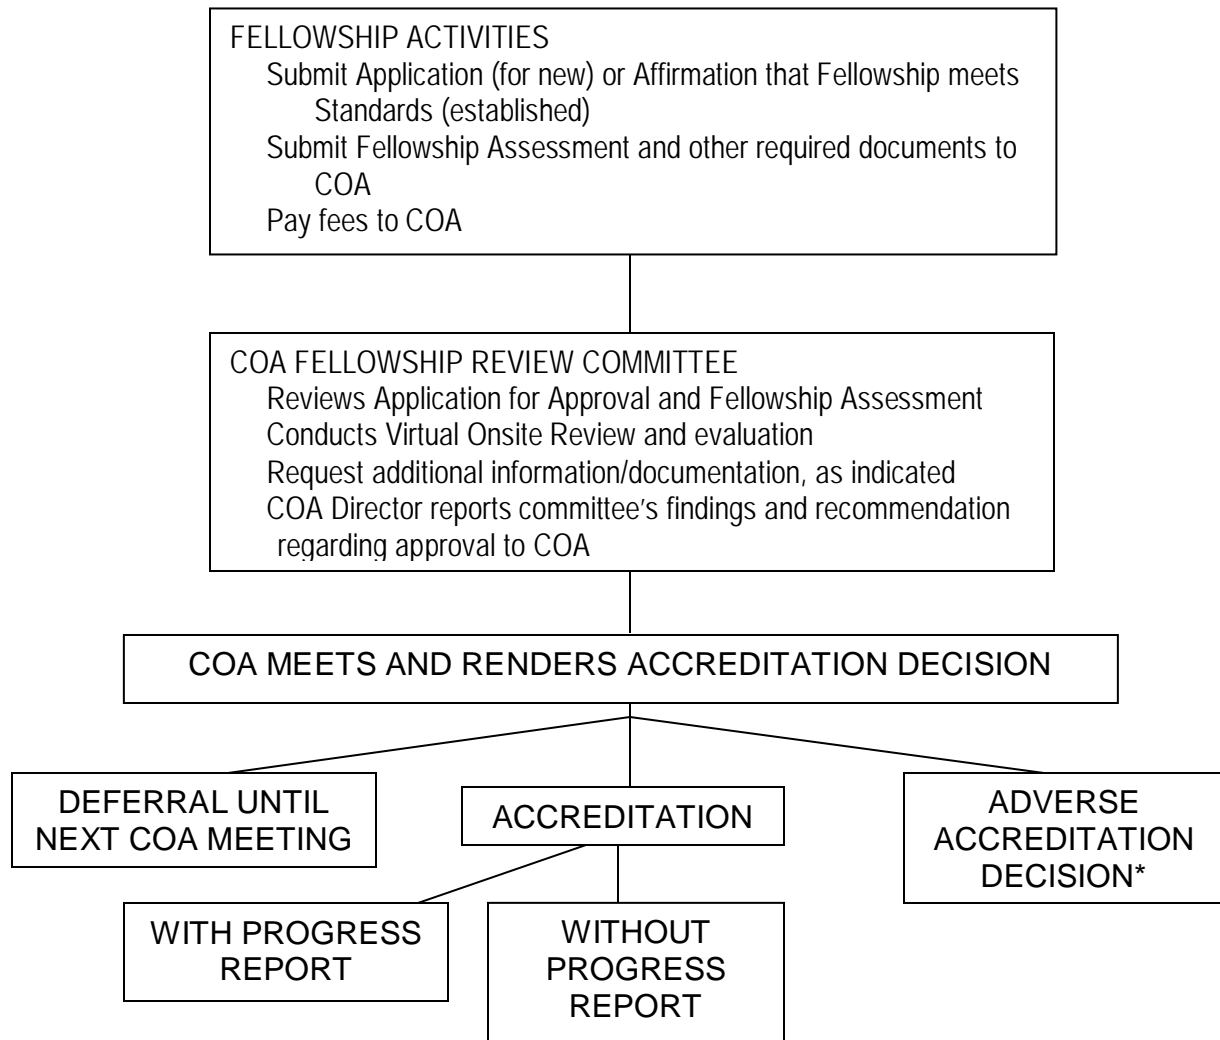 FELLOWSHIP ACTIVITIES
Submit Application (for new) or Affirmation that Fellowship meets
Standards (established)
Submit Fellowship Assessment and other required documents to
COA
Pay fees to COA
COA FELLOWSHIP REVIEW COMMITTEE
Reviews Application for Approval and Fellowship Assessment
Conducts Virtual Onsite Review and evaluation
Request additional information/documentation, as indicated
COA Director reports committee’s findings and recommendation
regarding approval to COA
COA MEETS AND RENDERS ACCREDITATION DECISION
DEFERRAL UNTIL
NEXT COA MEETING
ACCREDITATION
ADVERSE
ACCREDITATION
DECISION*
WITH PROGRESS
REPORT
WITHOUT
PROGRESS
REPORT